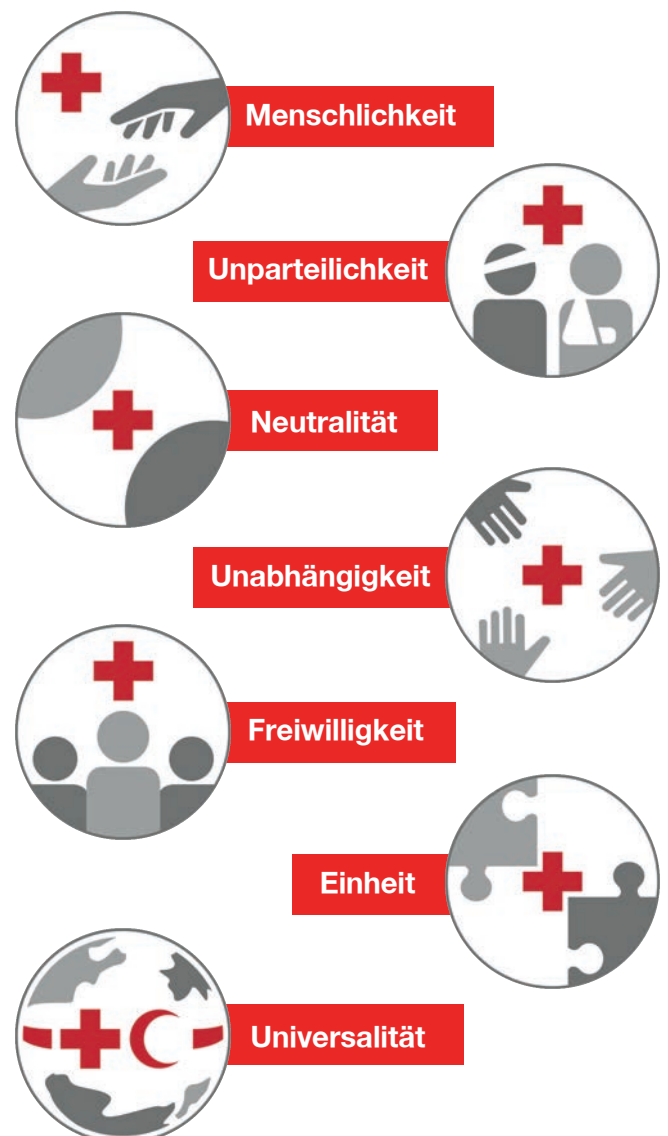 Menschlichkeit
Unparteilichkeit
Neutralität
Unabhängigkeit
Freiwilligkeit
Einheit
Universalität